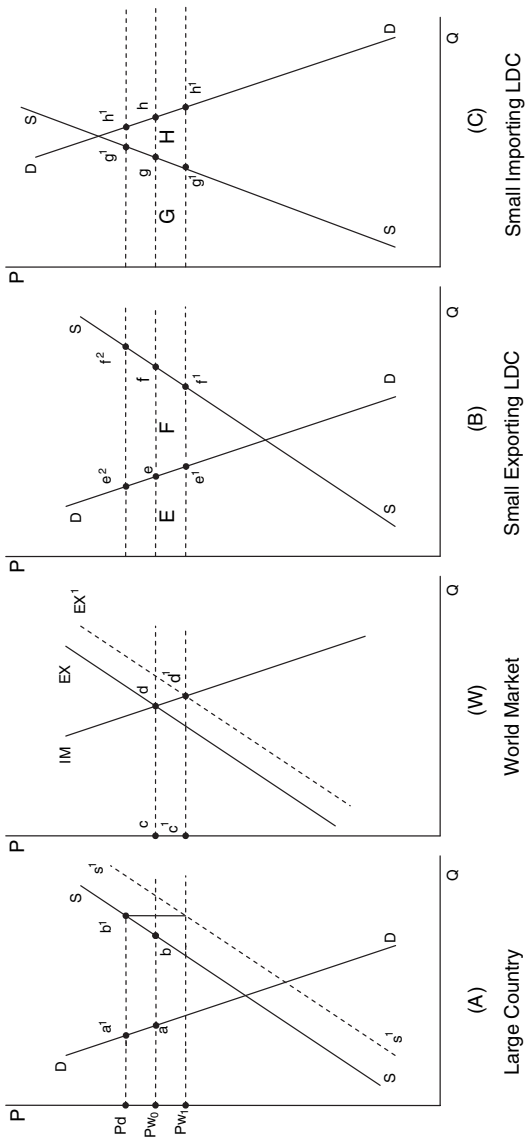 P
D
S
s¹
Pd
a¹
b¹
Pw₀
a
b
Pw₁
D
S
s¹
Q
(A)
Large Country
P
IM
EX
EX¹
c
d
c¹
d¹
Q
(W)
World Market
P
D
S
e²
f²
e
f
E
F
e¹
f¹
S
D
Q
(B)
Small Exporting LDC
P
D
S
g¹
h¹
g
h
G
H
g¹
h¹
S
D
Q
(C)
Small Importing LDC